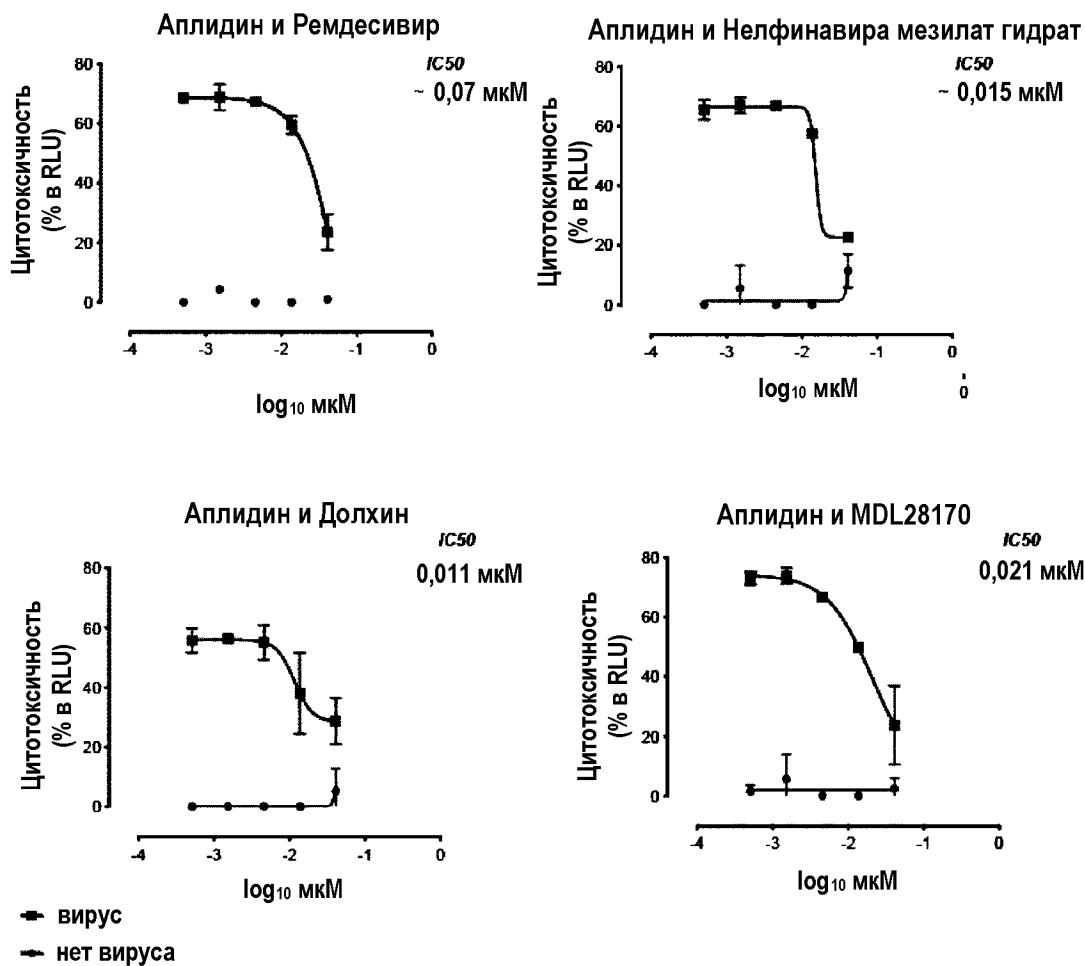 Аплидин и Ремдесивир
IC50
~ 0,07 мкМ
Цитотоксичность
(% в RLU)
80
60
40
20
0
-4 -3 -2 -1 0
log₁₀ мкМ
Аплидин и Нелфинавира мезилат гидрат
IC50
~ 0,015 мкМ
Цитотоксичность
(% в RLU)
80
60
40
20
0
-4 -3 -2 -1 0
log₁₀ мкМ
0
Аплидин и Долхин
IC50
0,011 мкМ
Цитотоксичность
(% в RLU)
80
60
40
20
0
-4 -3 -2 -1 0
log₁₀ мкМ
Аплидин и MDL28170
IC50
0,021 мкМ
Цитотоксичность
(% в RLU)
80
60
40
20
0
-4 -3 -2 -1 0
log₁₀ мкМ
вирус
нет вируса